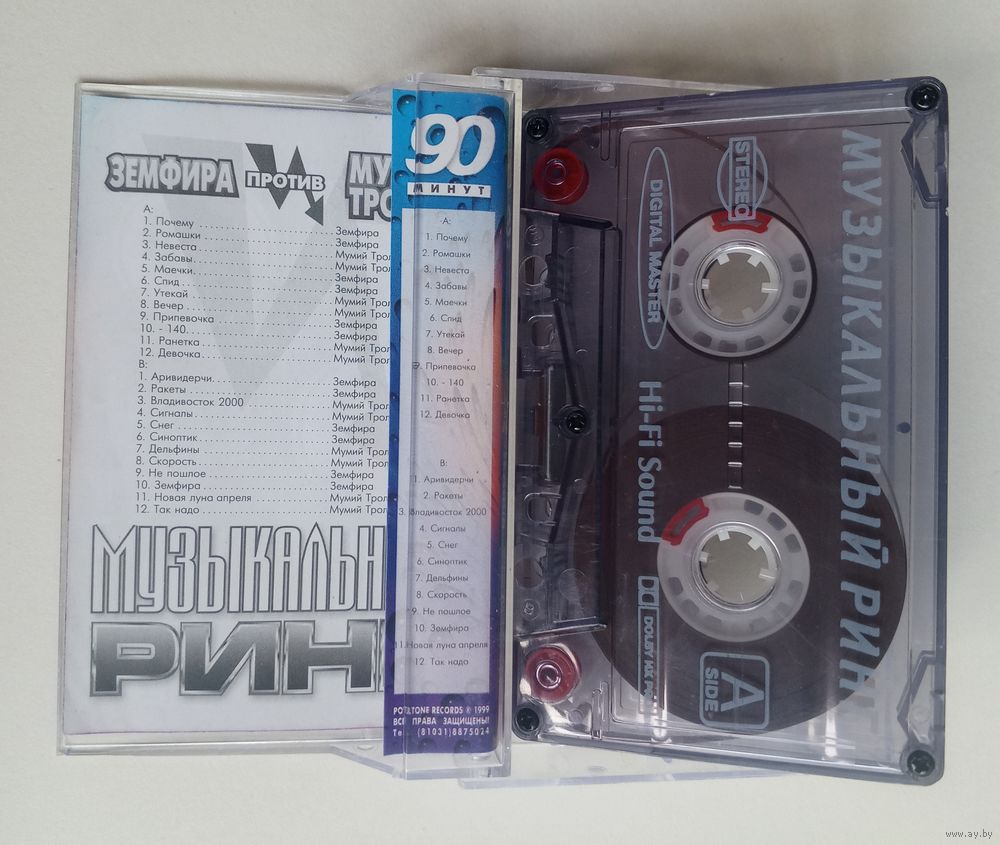 ЗЕМФИРА ПРОТИВ
А:
1. Почему Земфира
2. Ромашки Земфира
3. Невеста Мумий Трол
4. Забавы Мумий Трол
5. Маечки Земфира
6. Спид Земфира
7. Утекай Мумий Трол
8. Вечер Мумий Трол
9. Припевочка Земфира
10. - 140 Земфира
11. Ранетка Мумий Трол
12. Девочка Мумий Трол
В:
1. Аривидерчи Земфира
2. Ракеты Земфира
3. Владивосток 2000 Мумий Трол
4. Сигналы Мумий Трол
5. Снег Земфира
6. Синоптик Земфира
7. Дельфины Мумий Трол
8. Скорость Мумий Трол
9. Не пошлое Земфира
10. Земфира Земфира
11. Новая луна апреля Мумий Трол
12. Так надо Мумий Трол
МУЗЫКАЛЬН
РИН
90
МИНУТ
-А:
1. Почему
2. Ромашки
3. Невеста
4. Забавы
5. Маечки
6. Спид
7. Утекай
8. Вечер
9. Припевочка
10. - 140
11. Ранетка
12. Девочка
В:
1. Аривидерчи
2. Ракеты
3. Владивосток 2000
4. Сигналы
5. Снег
6. Синоптик
7. Дельфины
8. Скорость
9. Не пошлое
10. Земфира
11. Новая луна апреля
12. Так надо
RECORDS ® 1999
ВСЕ ПРАВА ЗАЩИЩЕНЫ!
Тел. (81031)8875024
МУЗЫКАЛЬНЫЙ РИНГ
STEREO
DIGITAL MASTER
Hi-Fi Sound
DOLBY HX
A
SIDE
www.ay.by